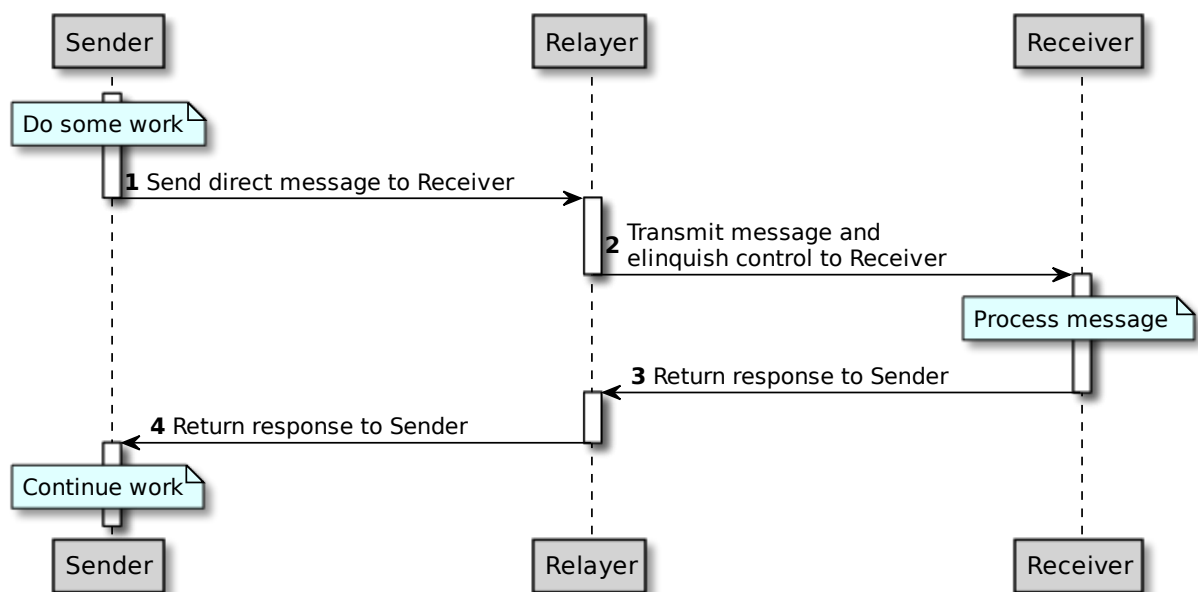 Sender
Relayer
Receiver
Do some work
1 Send direct message to Receiver
2 Transmit message and
elinquish control to Receiver
Process message
3 Return response to Sender
4 Return response to Sender
Continue work
Sender
Relayer
Receiver